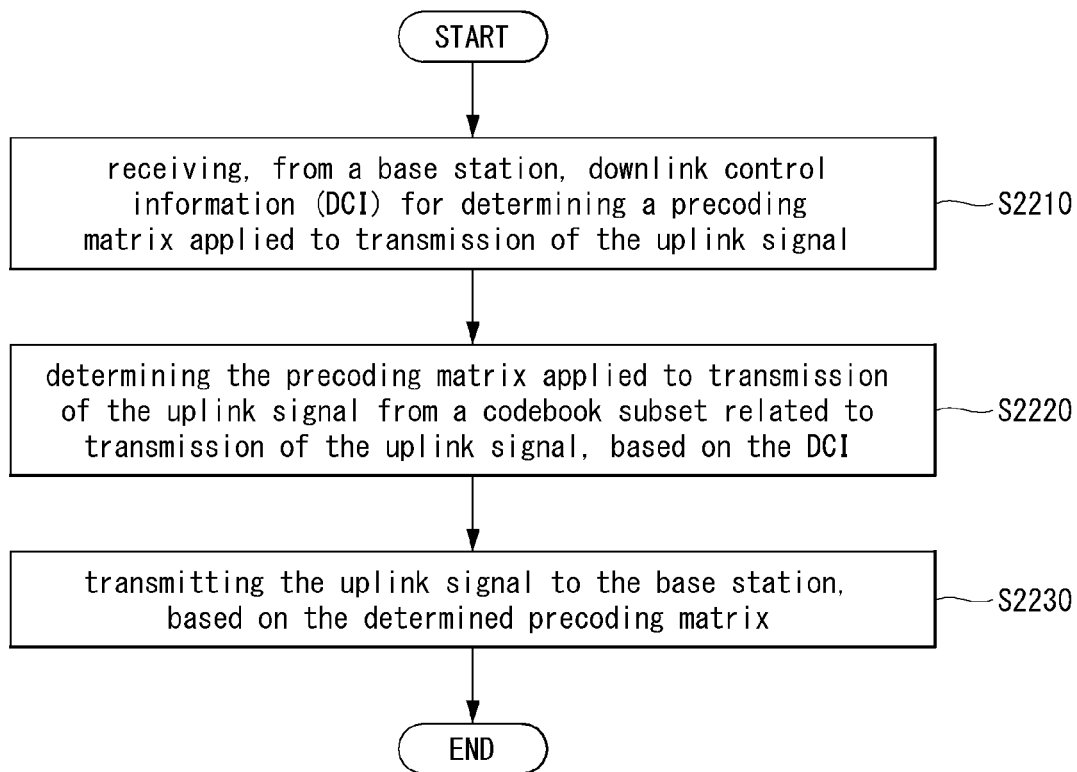 START
receiving, from a base station, downlink control
information (DCI) for determining a precoding
matrix applied to transmission of the uplink signal
S2210
determining the precoding matrix applied to transmission
of the uplink signal from a codebook subset related to
transmission of the uplink signal, based on the DCI
S2220
transmitting the uplink signal to the base station,
based on the determined precoding matrix
S2230
END